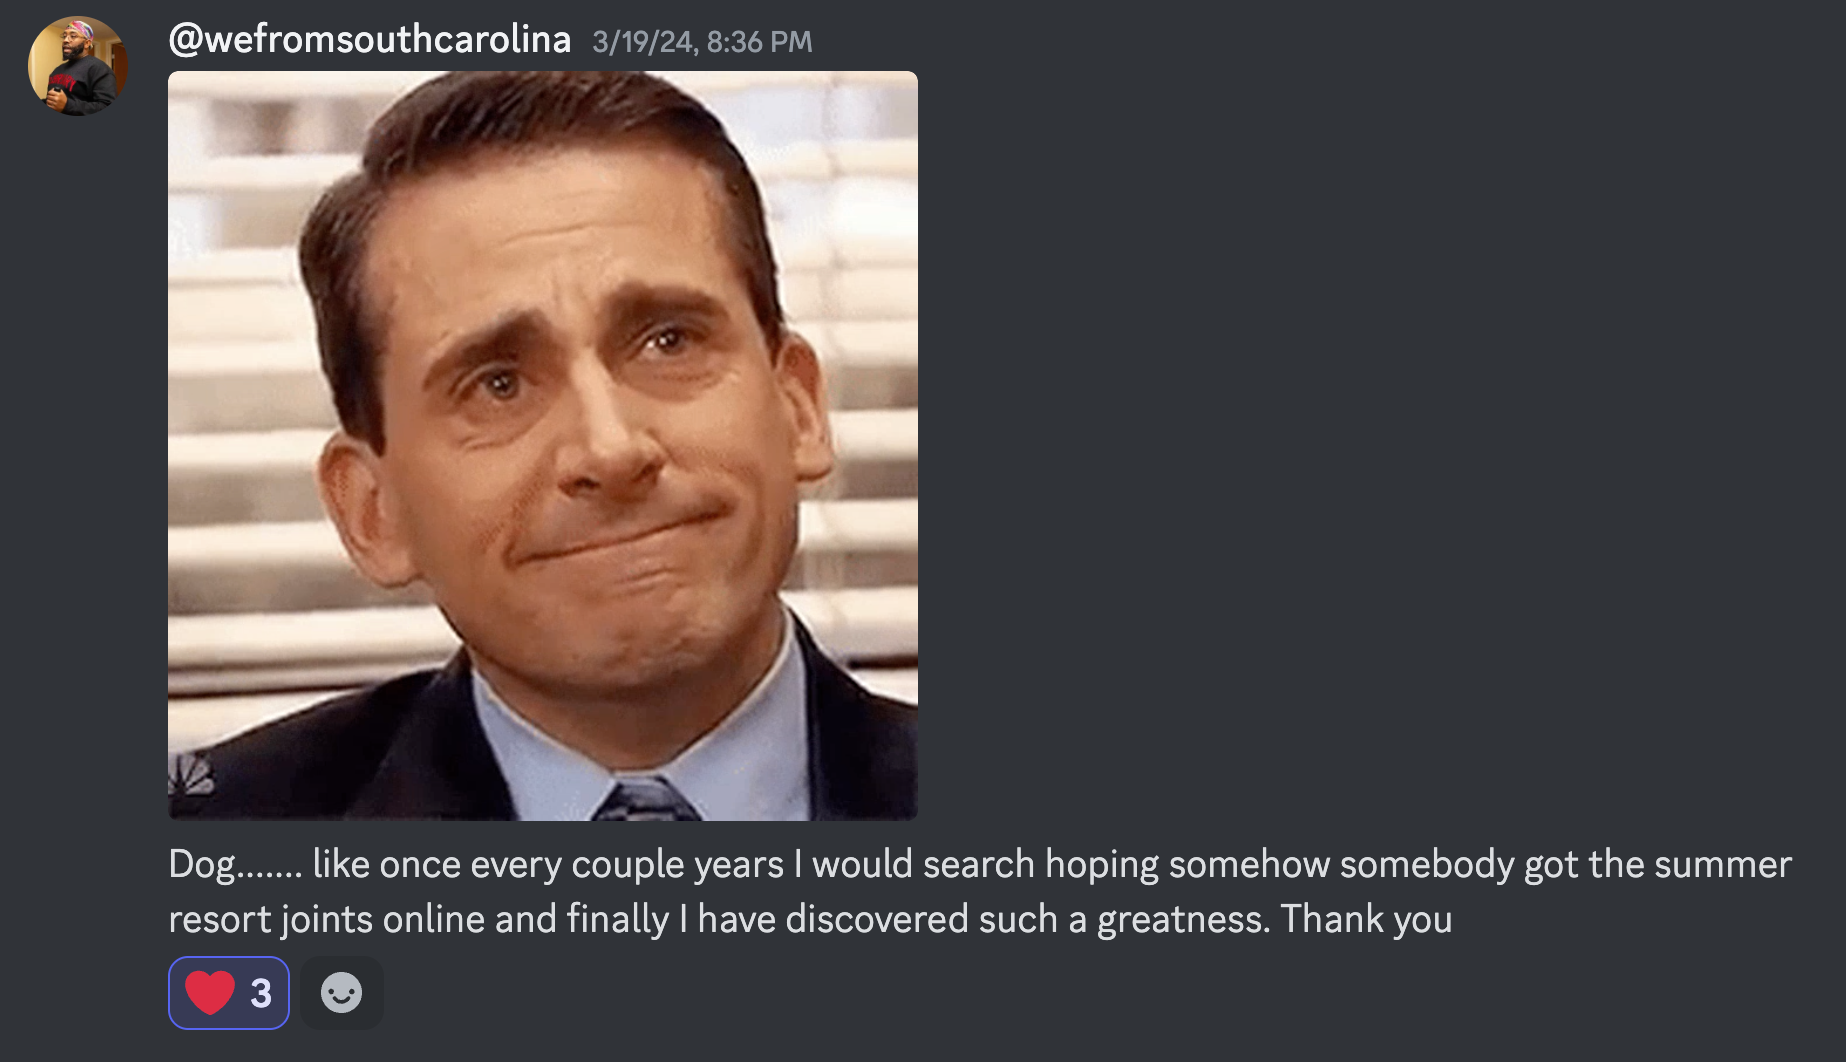 @wefromsouthcarolina 3/19/24, 8:36 PM
Dog....... like once every couple years I would search hoping somehow somebody got the summer
resort joints online and finally I have discovered such a greatness. Thank you
3